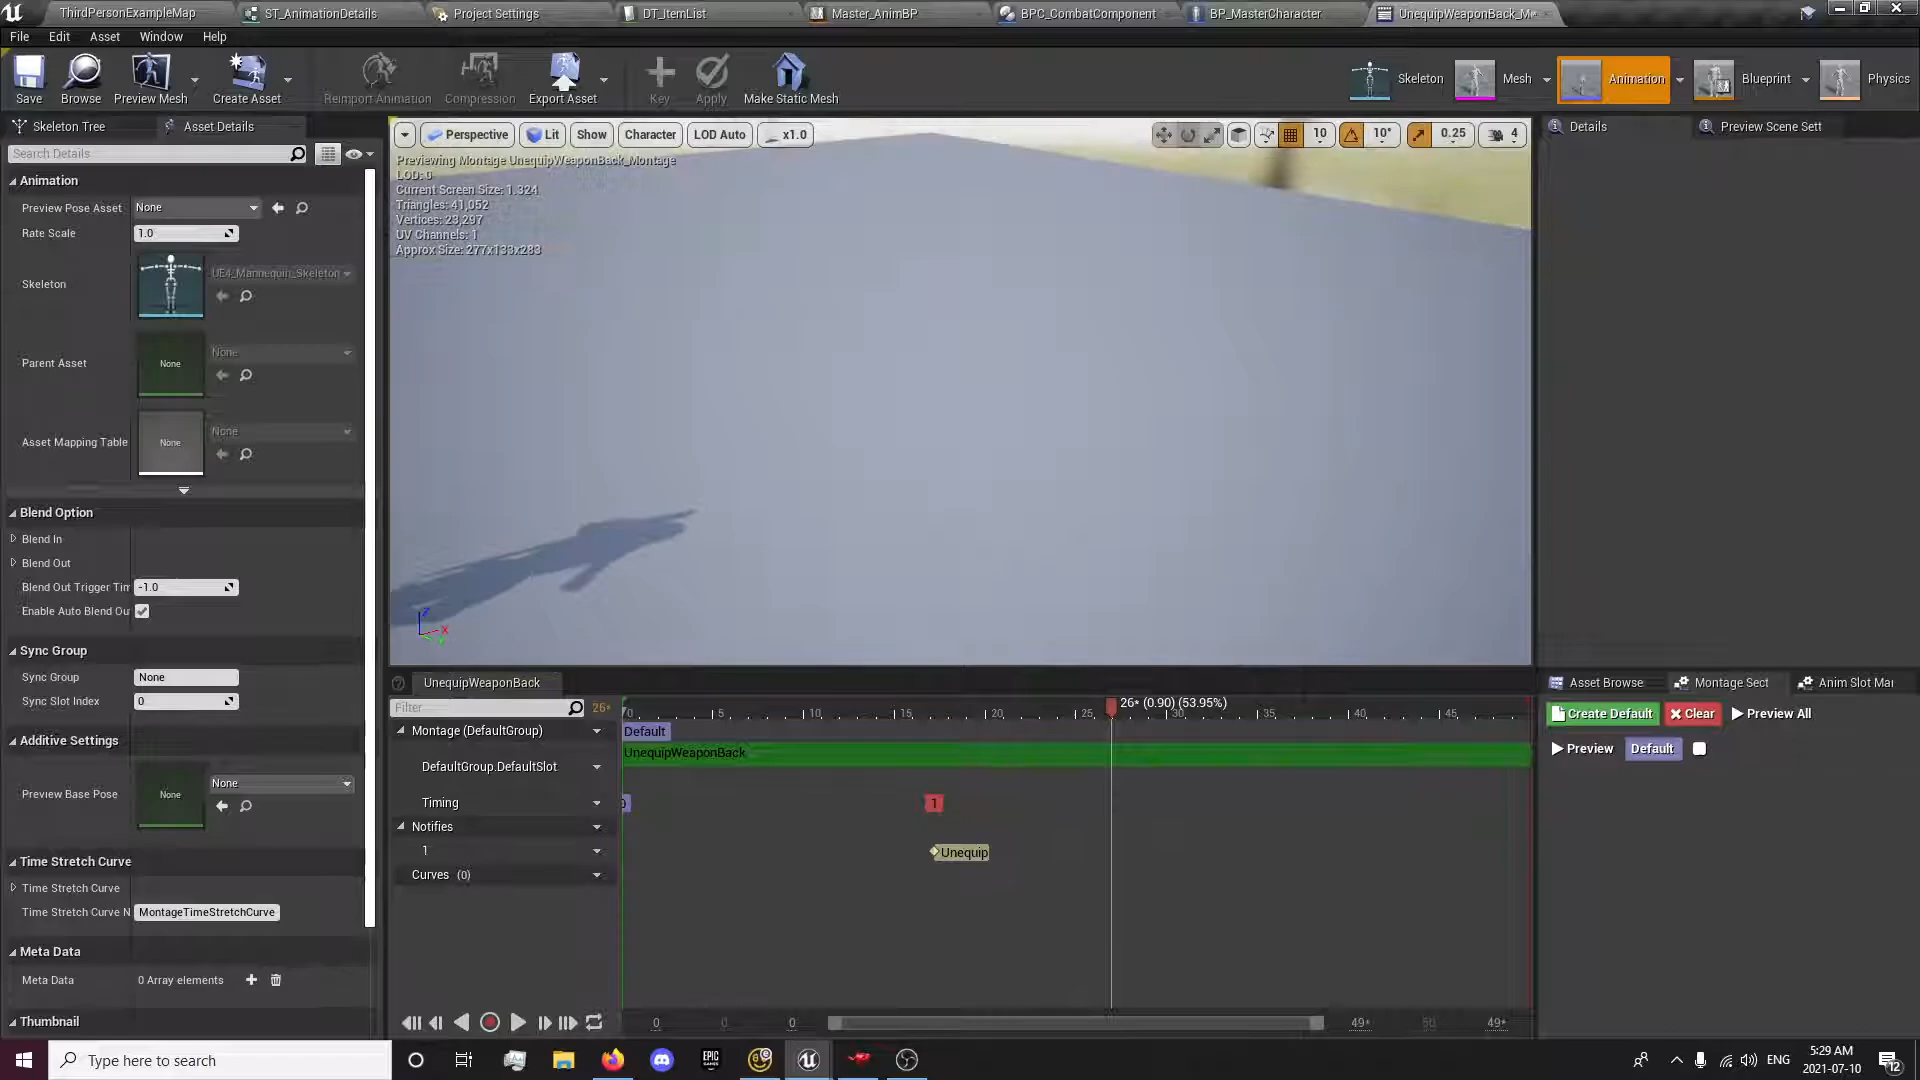 ThirdPersonExampleMap
ST_AnimationDetails
Project Settings
DT_ItemList
Master_AnimBP
BPC_CombatComponent
BP_MasterCharacter
UnequipWeaponBack_M
File Edit Asset Window Help
Save
Browse
Preview Mesh
Create Asset
Reimport Animation
Compression
Export Asset
Key
Apply
Make Static Mesh
Skeleton
Mesh
Animation
Blueprint
Physics
Skeleton Tree
Asset Details
Search Details
Animation
Preview Pose Asset None
Rate Scale 1.0
Skeleton UE4_Mannequin_Skeleton
Parent Asset None None
Asset Mapping Table None None
Blend Option
Blend In
Blend Out
Blend Out Trigger Tin -1.0
Enable Auto Blend Ou
Sync Group
Sync Group None
Sync Slot Index 0
Additive Settings
Preview Base Pose None None
Time Stretch Curve
Time Stretch Curve
Time Stretch Curve N MontageTimeStretchCurve
Meta Data
Meta Data 0 Array elements
Thumbnail
Perspective Lit Show Character LOD Auto x1.0
10 10° 0.25 4
Previewing Montage UnequipWeaponBack_Montage
LOD: 0
Current Screen Size: 1.324
Triangles: 41,052
Vertices: 23,297
UV Channels: 1
Approx Size: 277x133x283
Z X Y
UnequipWeaponBack
Filter 26*
26* (0.90) (53.95%)
0 5 10 15 20 25 30 35 40 45
Montage (DefaultGroup) Default
UnequipWeaponBack
DefaultGroup.DefaultSlot
Timing 0 1
Notifies
1 Unequip
Curves (0)
0 0 0 49* 50 49*
Details
Preview Scene Sett
Asset Browse
Montage Sect
Anim Slot Mar
Create Default Clear Preview All
Preview Default
Type here to search
EPIC GAMES
ENG
5:29 AM
2021-07-10
12